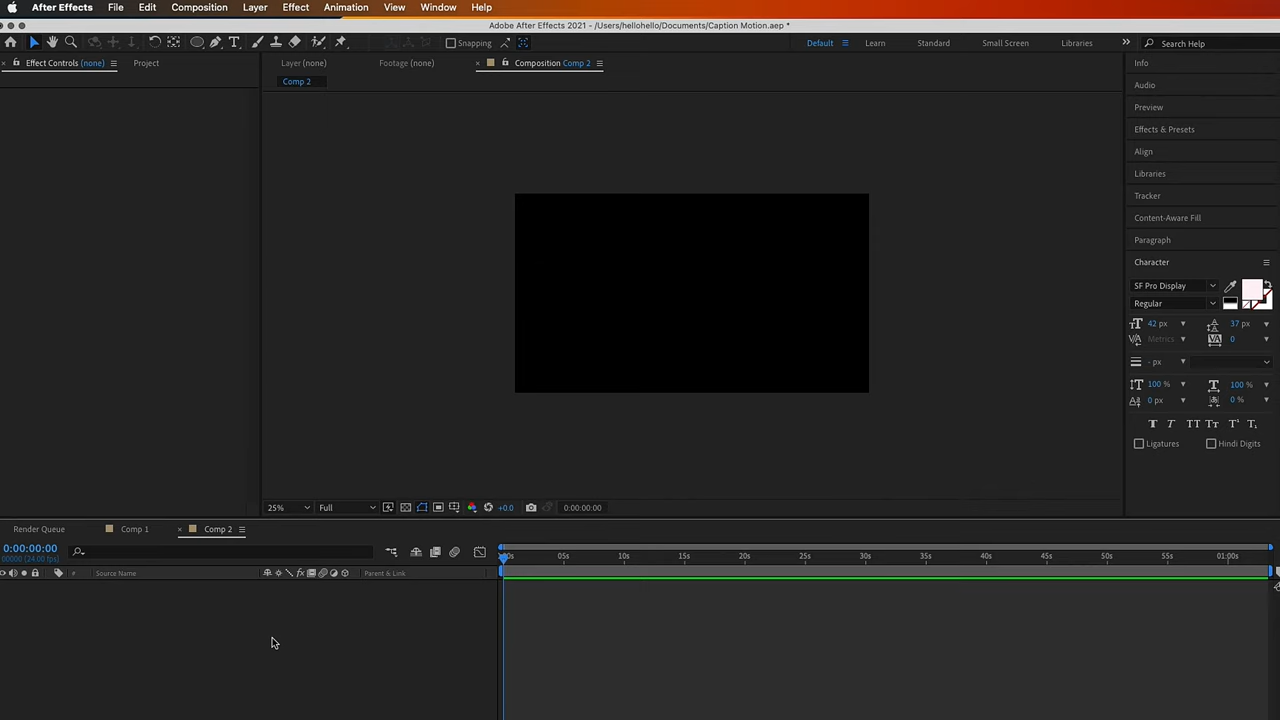 After Effects File Edit Composition Layer Effect Animation View Window Help
Adobe After Effects 2021 - /Users/hellohello/Documents/Caption Motion.aep *
Snapping Default Learn Standard Small Screen Libraries Search Help
Effect Controls (none) Project Layer (none) Footage (none) Composition Comp 2 Info
Comp 2
Audio
Preview
Effects & Presets
Align
Libraries
Tracker
Content-Aware Fill
Paragraph
Character
SF Pro Display
Regular
42 px 37 px
Metrics 0
- px
100 % 100 %
0 px 0 %
Ligatures Hindi Digits
25% Full +0.0 0:00:00:00
Render Queue Comp 1 Comp 2
0:00:00:00
00000 (24.00 fps)
05s 10s 15s 20s 25s 30s 35s 40s 45s 50s 55s 01:00s
# Source Name Parent & Link